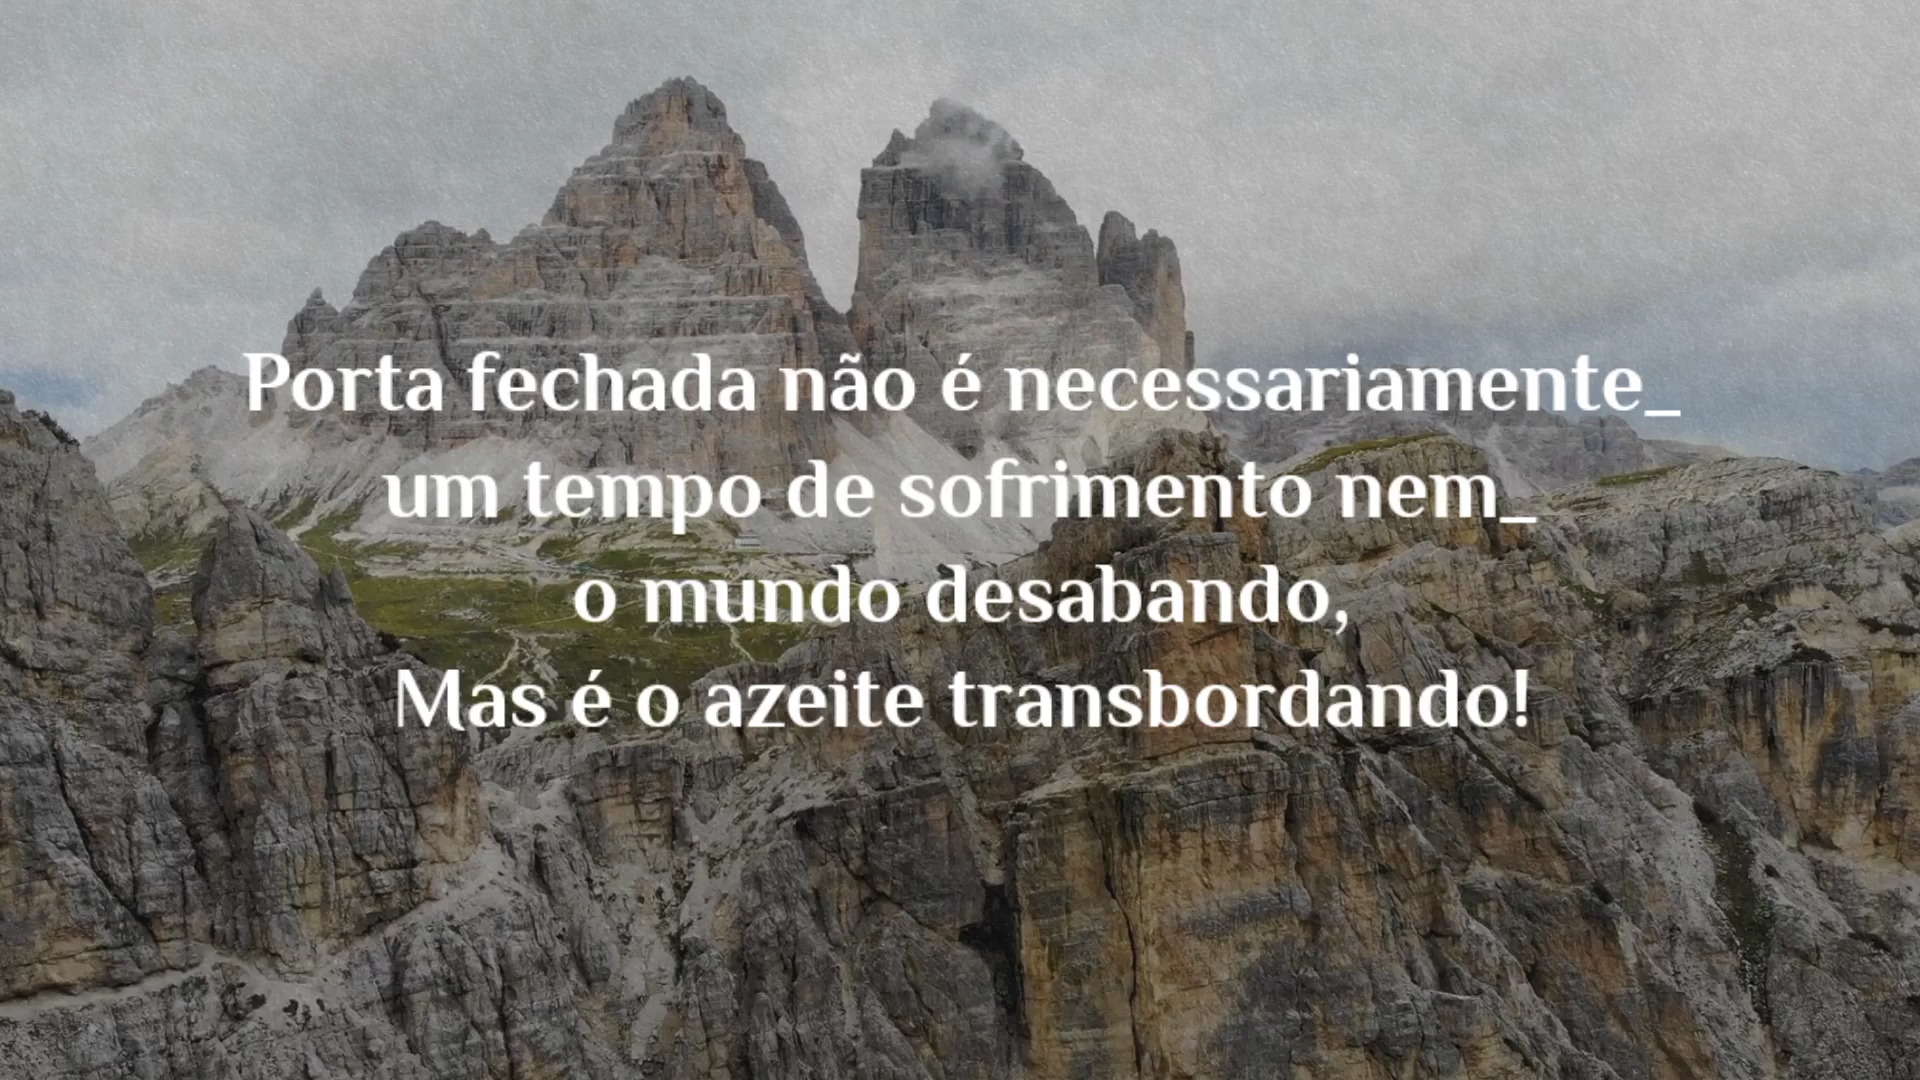 Porta fechada não é necessariamente_
um tempo de sofrimento nem_
o mundo desabando,
Mas é o azeite transbordando!